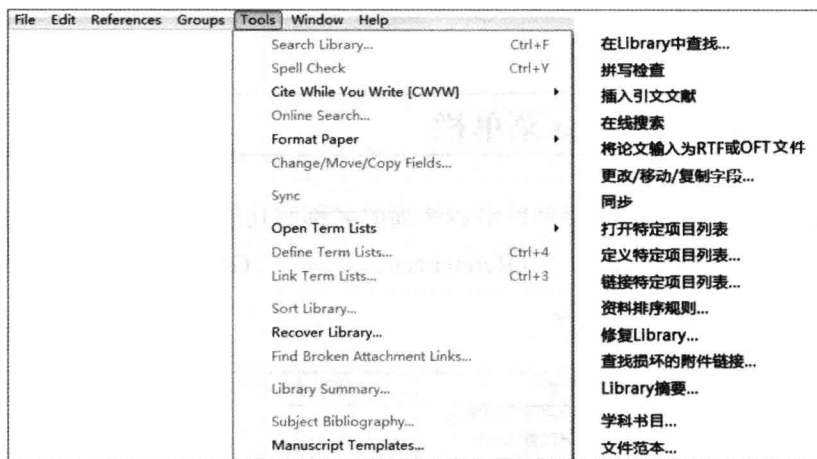 File Edit References Groups Tools Window Help
Search Library... Ctrl+F 在Library中查找...
Spell Check Ctrl+Y 拼写检查
Cite While You Write [CWYW] 插入引文文献
Online Search... 在线搜索
Format Paper 将论文输入为RTF或OFT文件
Change/Move/Copy Fields... 更改/移动/复制字段...
Sync 同步
Open Term Lists 打开特定项目列表
Define Term Lists... Ctrl+4 定义特定项目列表...
Link Term Lists... Ctrl+3 链接特定项目列表...
Sort Library... 资料排序规则...
Recover Library... 修复Library...
Find Broken Attachment Links... 查找损坏的附件链接...
Library Summary... Library摘要...
Subject Bibliography... 学科书目...
Manuscript Templates... 文件范本...